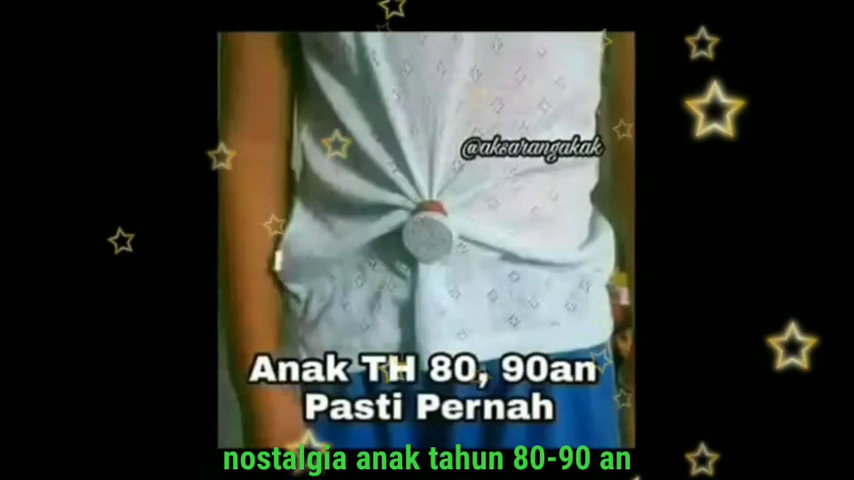 @aksarangakak
Anak TH 80, 90an
Pasti Pernah
nostalgia anak tahun 80-90 an